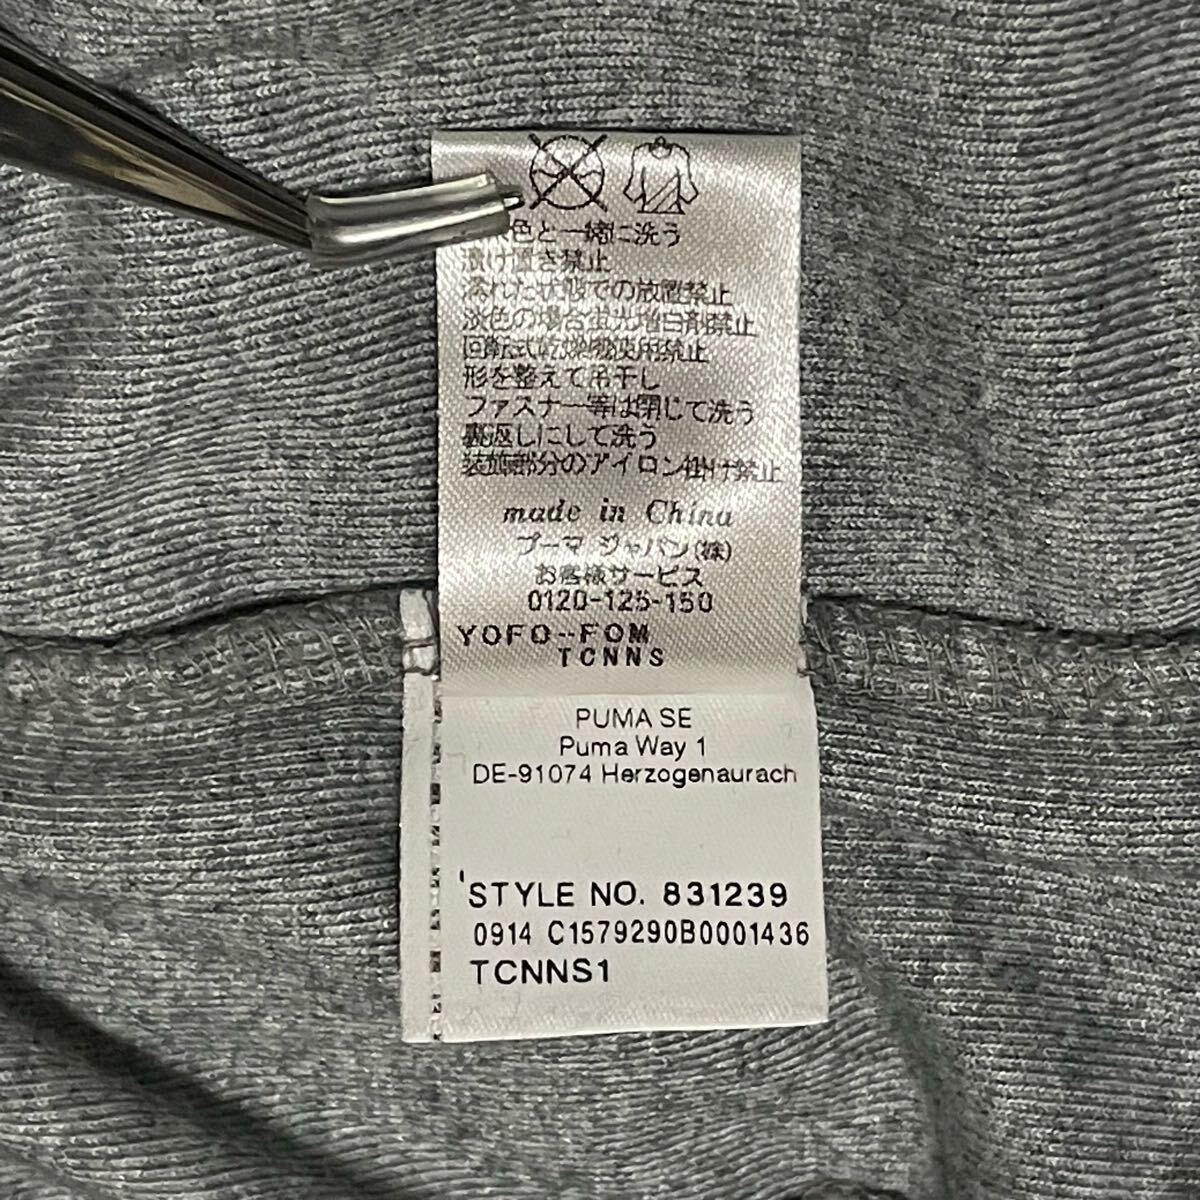 色と一緒に洗う
漬け置き禁止
濡れた状態での放置禁止
淡色の場合蛍光増白剤禁止
回転式乾燥機使用禁止
形を整えて吊干し
ファスナー等は閉じて洗う
裏返しにして洗う
装飾部分のアイロン掛け禁止
made in China
プーマ ジャパン(株)
お客様サービス
0120-125-150
YOFO--FOM
TCNNS
PUMA SE
Puma Way 1
DE-91074 Herzogenaurach
'STYLE NO. 831239
0914 C1579290B0001436
TCNNS1